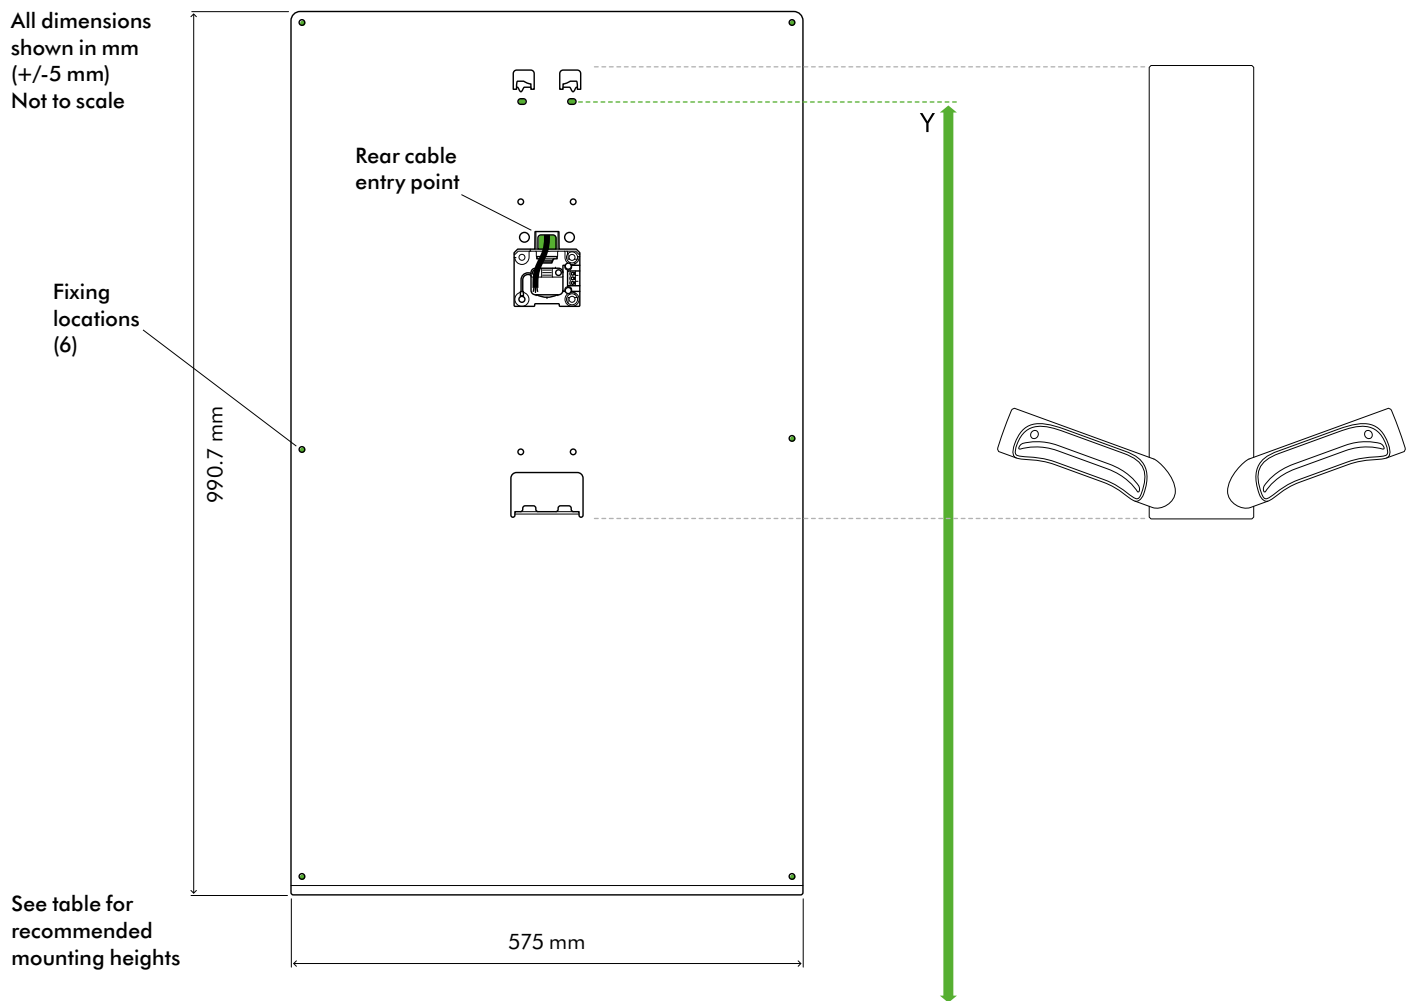 All dimensions
shown in mm
(+/-5 mm)
Not to scale
Y
Rear cable
entry point
Fixing
locations
(6)
990.7 mm
See table for
recommended
mounting heights
575 mm